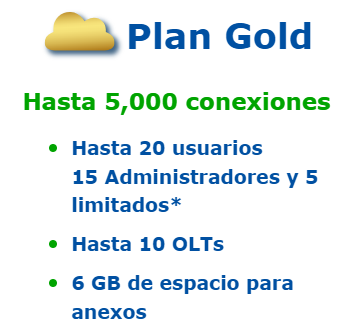 Plan Gold
Hasta 5,000 conexiones
Hasta 20 usuarios
15 Administradores y 5
limitados*
Hasta 10 OLTs
6 GB de espacio para
anexos